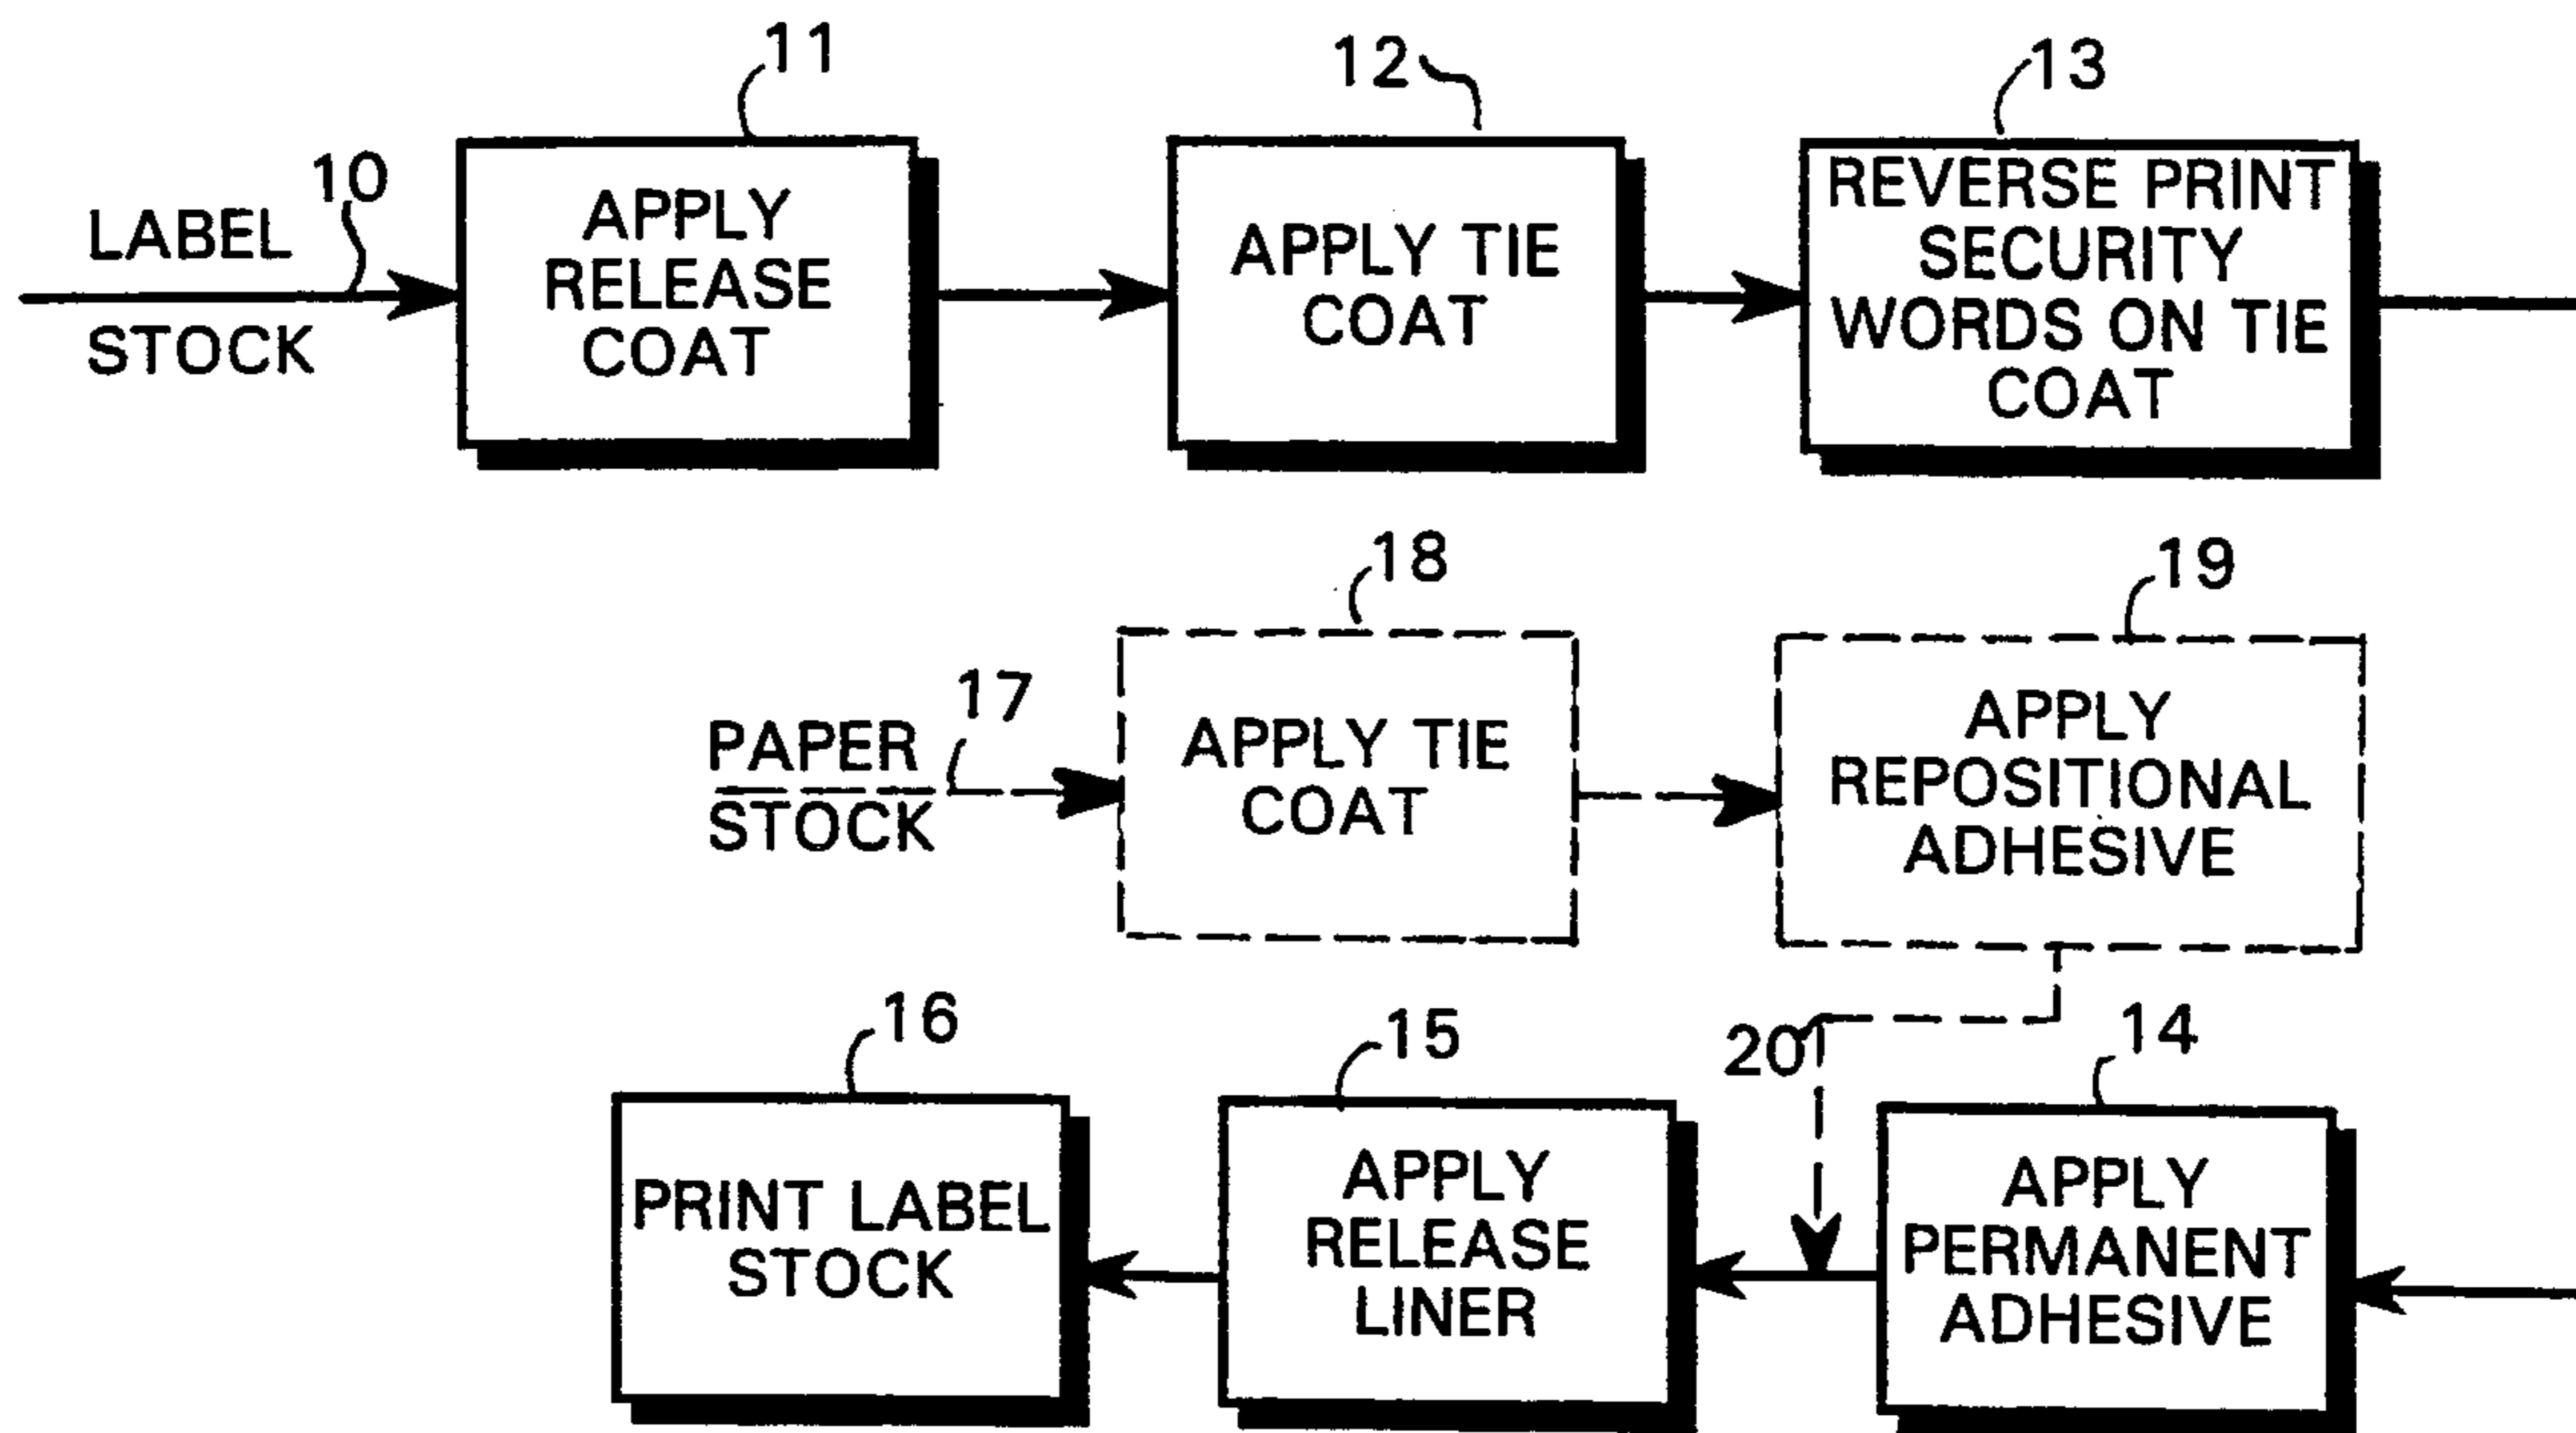 11
12
13
10
LABEL
STOCK
APPLY
RELEASE
COAT
APPLY TIE
COAT
REVERSE PRINT
SECURITY
WORDS ON TIE
COAT
18
19
17
PAPER
STOCK
APPLY TIE
COAT
APPLY
REPOSITIONAL
ADHESIVE
16
15
20
14
PRINT LABEL
STOCK
APPLY
RELEASE
LINER
APPLY
PERMANENT
ADHESIVE